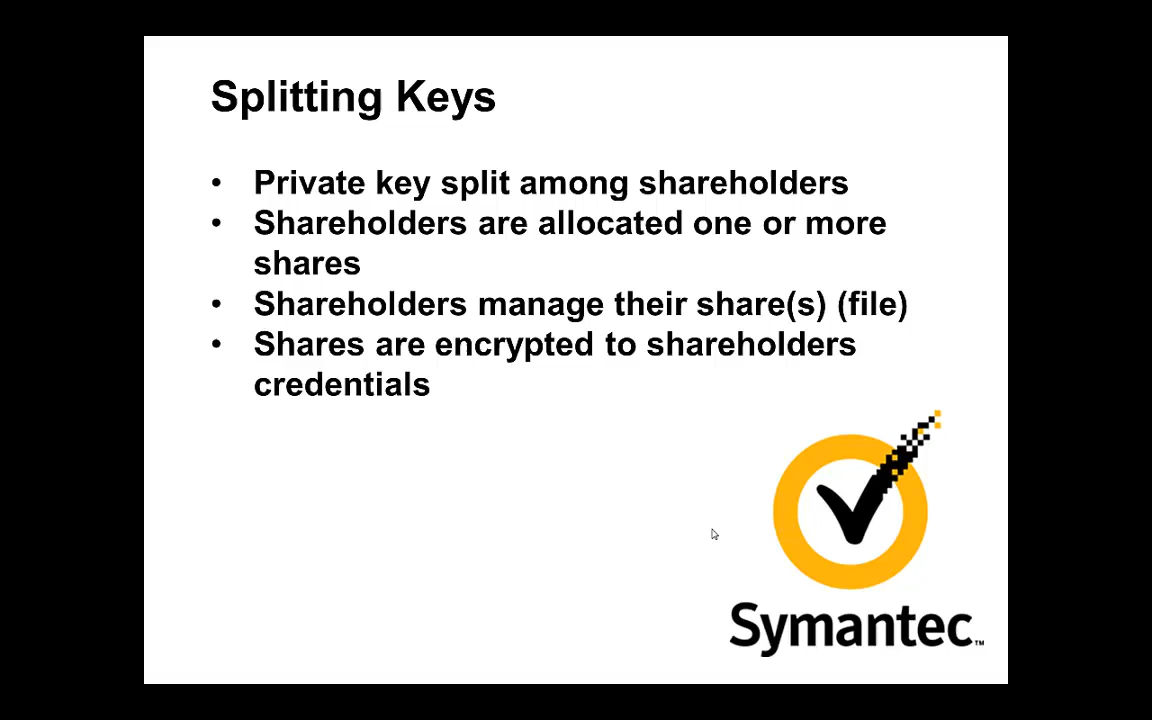 Splitting Keys
• Private key split among shareholders
• Shareholders are allocated one or more
shares
• Shareholders manage their share(s) (file)
• Shares are encrypted to shareholders
credentials
Symantec™